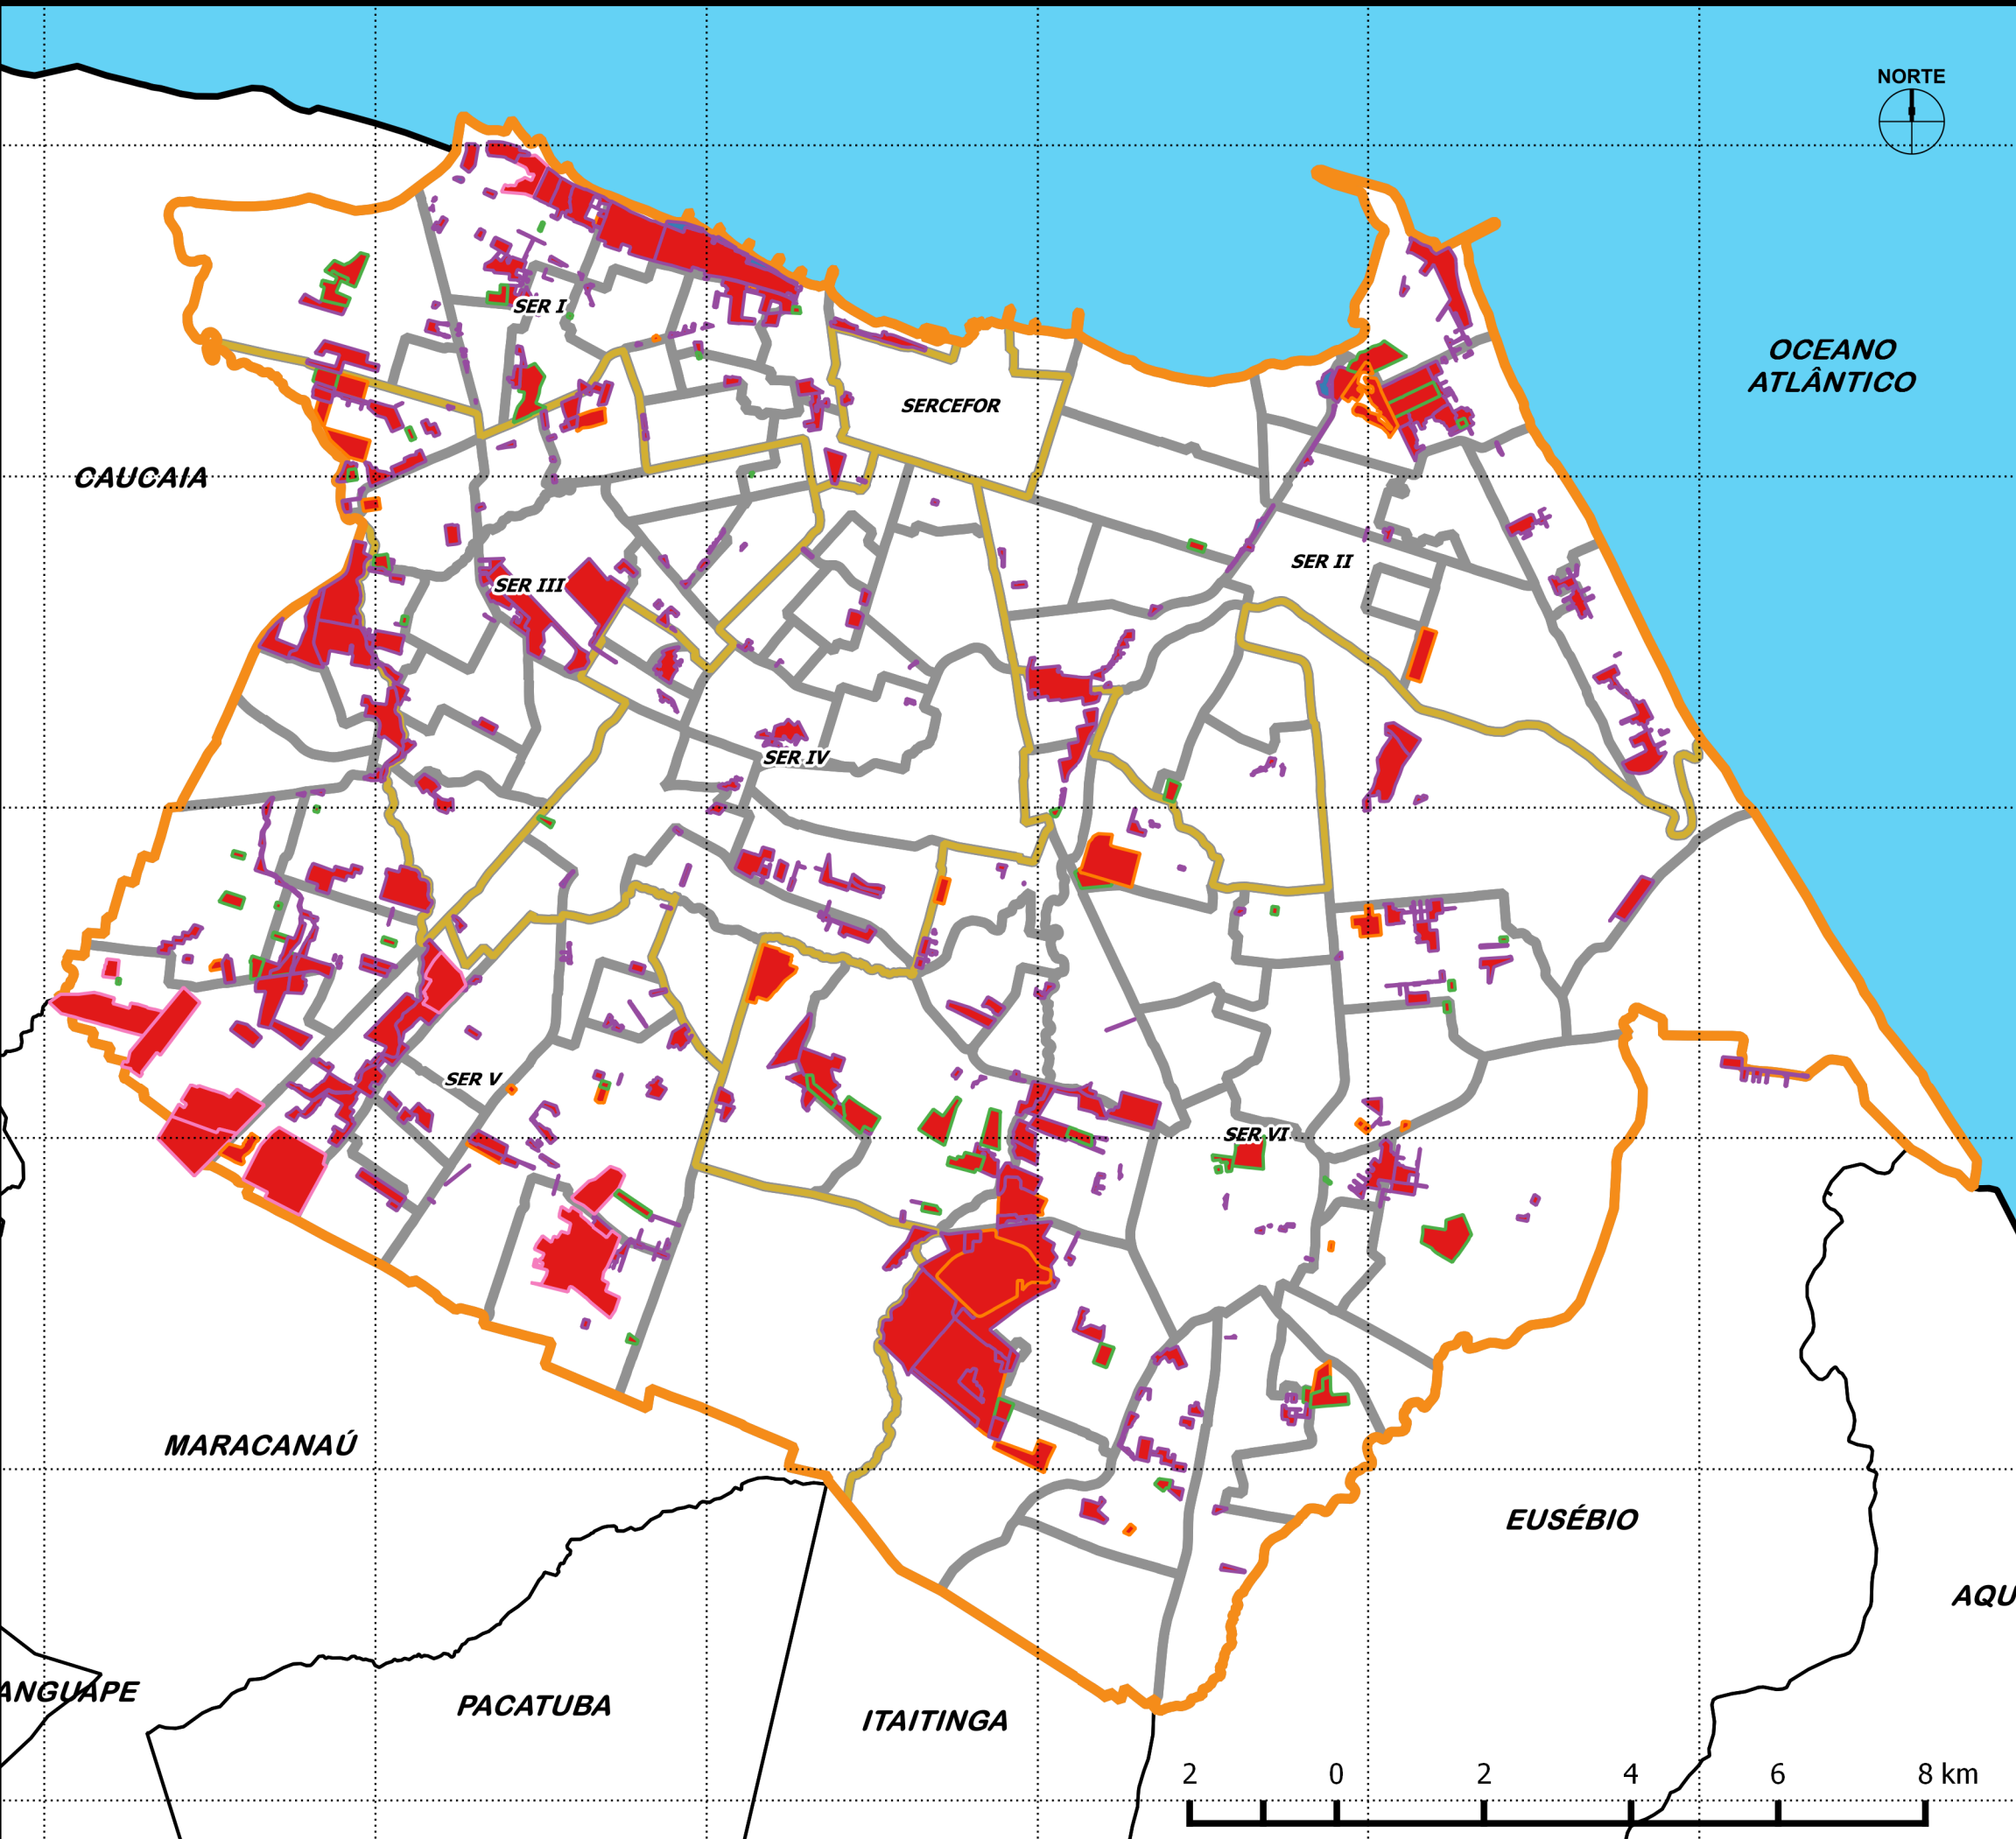 NORTE
SER I
OCEANO
ATLÂNTICO
SERCEFOR
CAUCAIA
SER II
SER III
SER IV
SER V
SER VI
MARACANAÚ
EUSÉBIO
AQU
ANGUAPE
PACATUBA
ITAITINGA
2 0 2 4 6 8 km